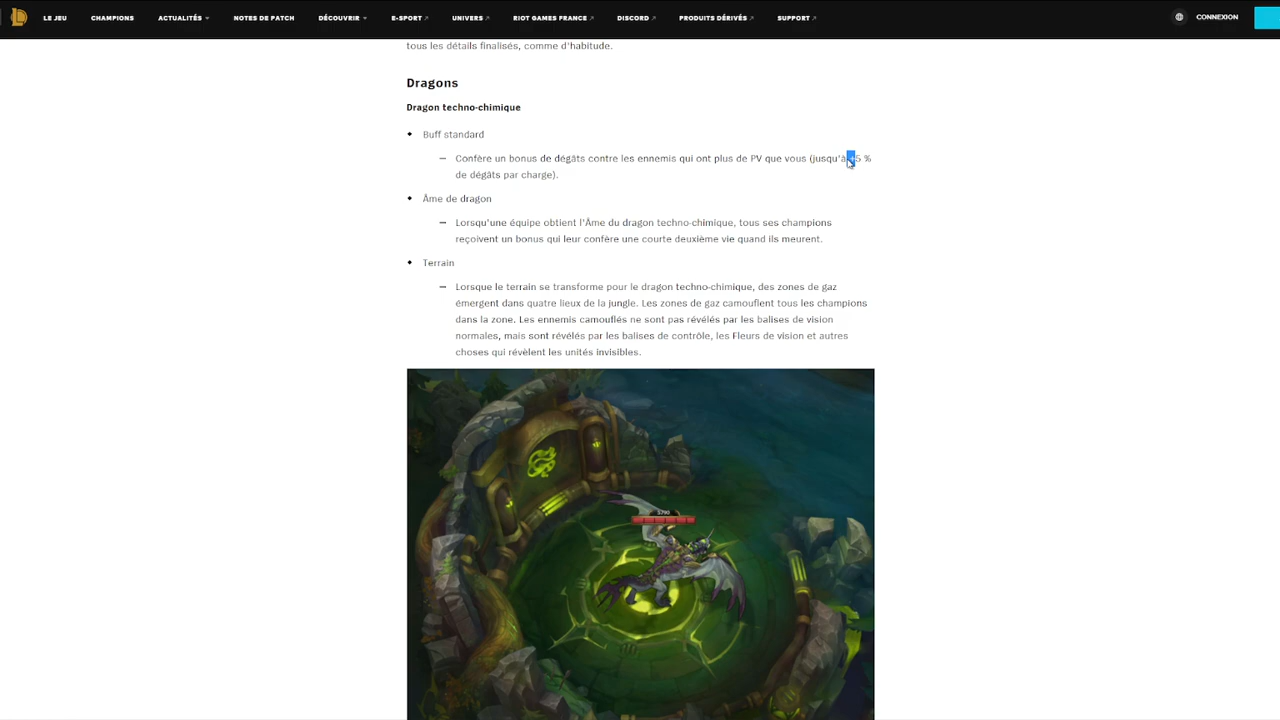 LE JEU CHAMPIONS ACTUALITÉS NOTES DE PATCH DÉCOUVRIR E-SPORT UNIVERS RIOT GAMES FRANCE DISCORD PRODUITS DÉRIVÉS SUPPORT CONNEXION
tous les détails finalisés, comme d'habitude.
Dragons
Dragon techno-chimique
Buff standard
— Confère un bonus de dégâts contre les ennemis qui ont plus de PV que vous (jusqu'à 5 %
de dégâts par charge).
Âme de dragon
— Lorsqu'une équipe obtient l'Âme du dragon techno-chimique, tous ses champions
reçoivent un bonus qui leur confère une courte deuxième vie quand ils meurent.
Terrain
— Lorsque le terrain se transforme pour le dragon techno-chimique, des zones de gaz
émergent dans quatre lieux de la jungle. Les zones de gaz camouflent tous les champions
dans la zone. Les ennemis camouflés ne sont pas révélés par les balises de vision
normales, mais sont révélés par les balises de contrôle, les Fleurs de vision et autres
choses qui révèlent les unités invisibles.